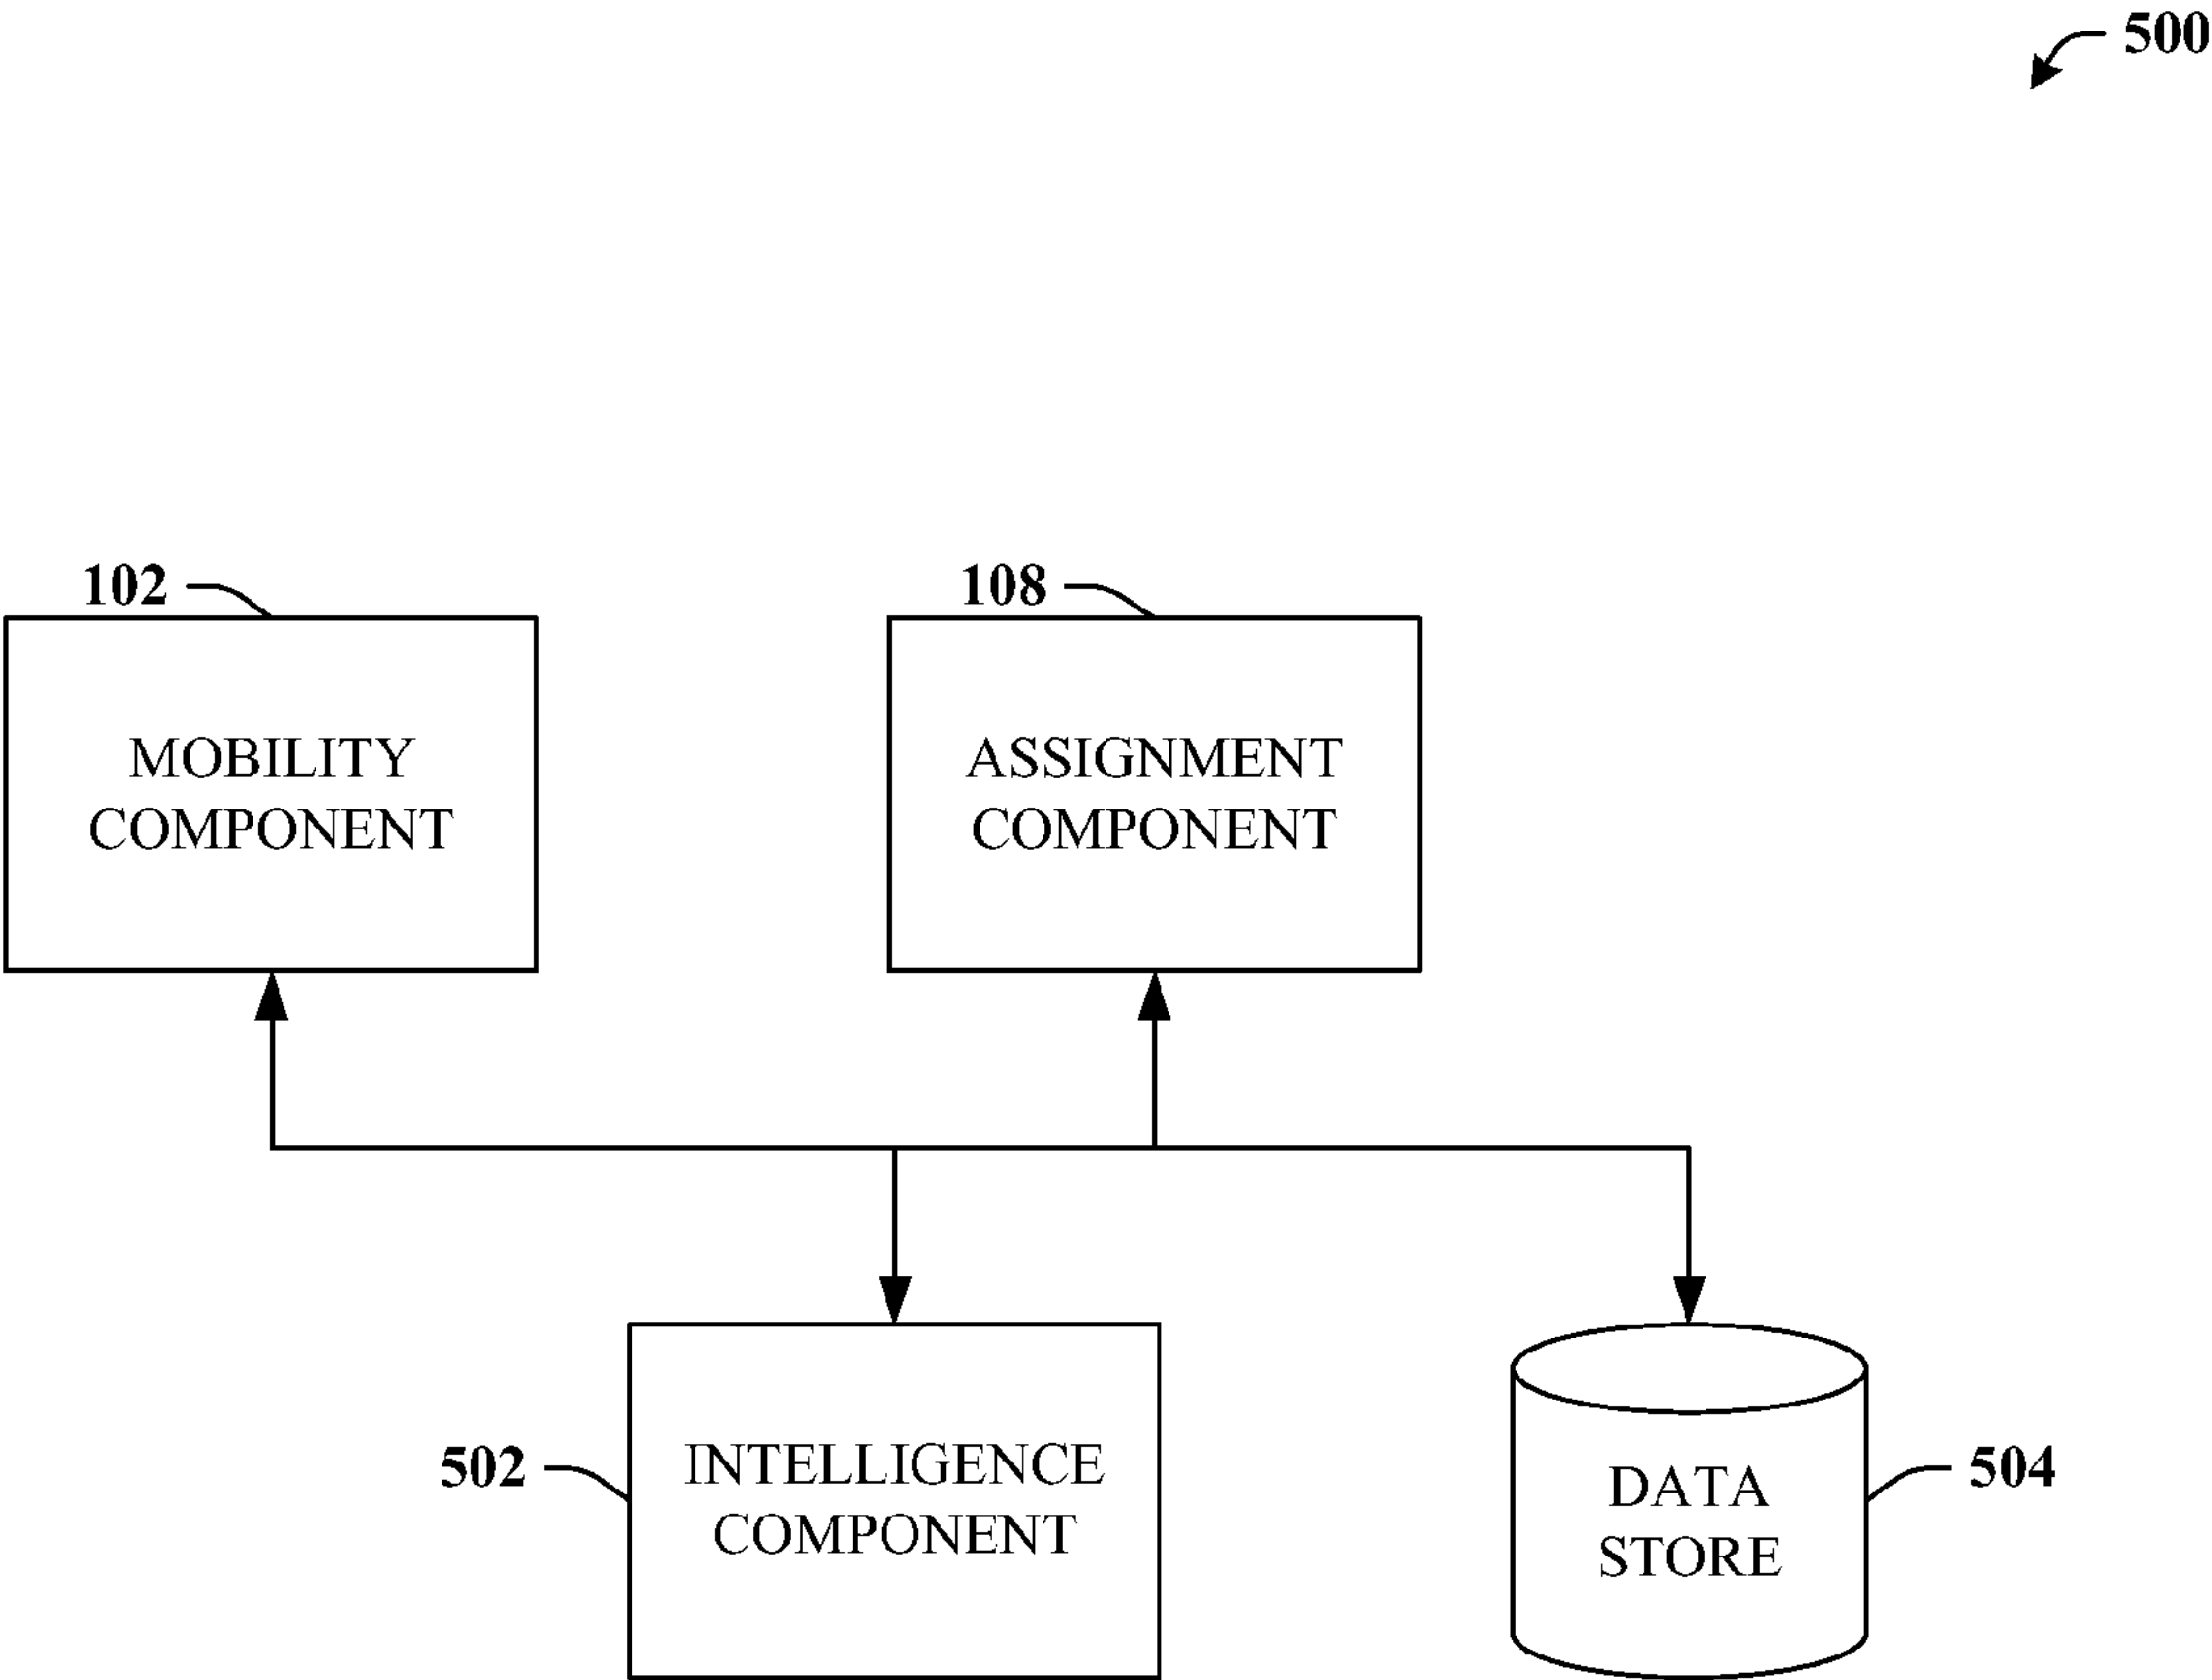 500
102
108
MOBILITY
COMPONENT
ASSIGNMENT
COMPONENT
502
INTELLIGENCE
COMPONENT
DATA
STORE
504